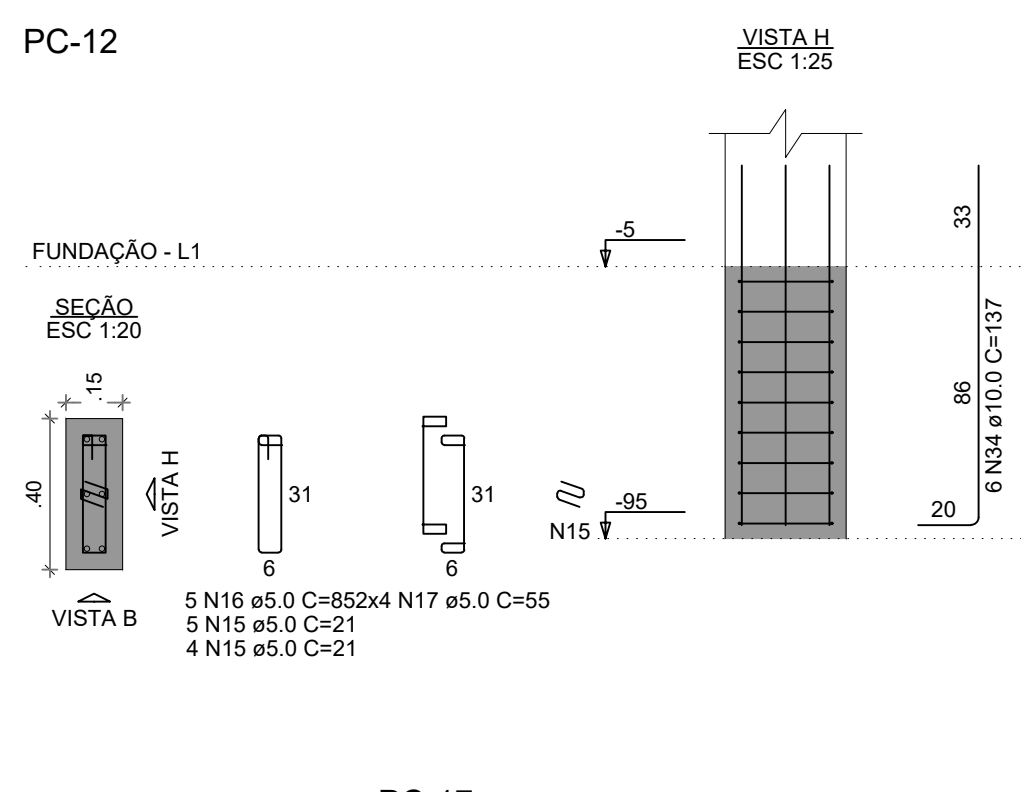 PC-12
VISTA H
ESC 1:25
-5
33
FUNDAÇÃO - L1
SEÇÃO
ESC 1:20
.15
.40
VISTA H
VISTA B
31
6
31
6
N15
-95
86
6 N34 ø10.0 C=137
20
5 N16 ø5.0 C=852x4 N17 ø5.0 C=55
5 N15 ø5.0 C=21
4 N15 ø5.0 C=21